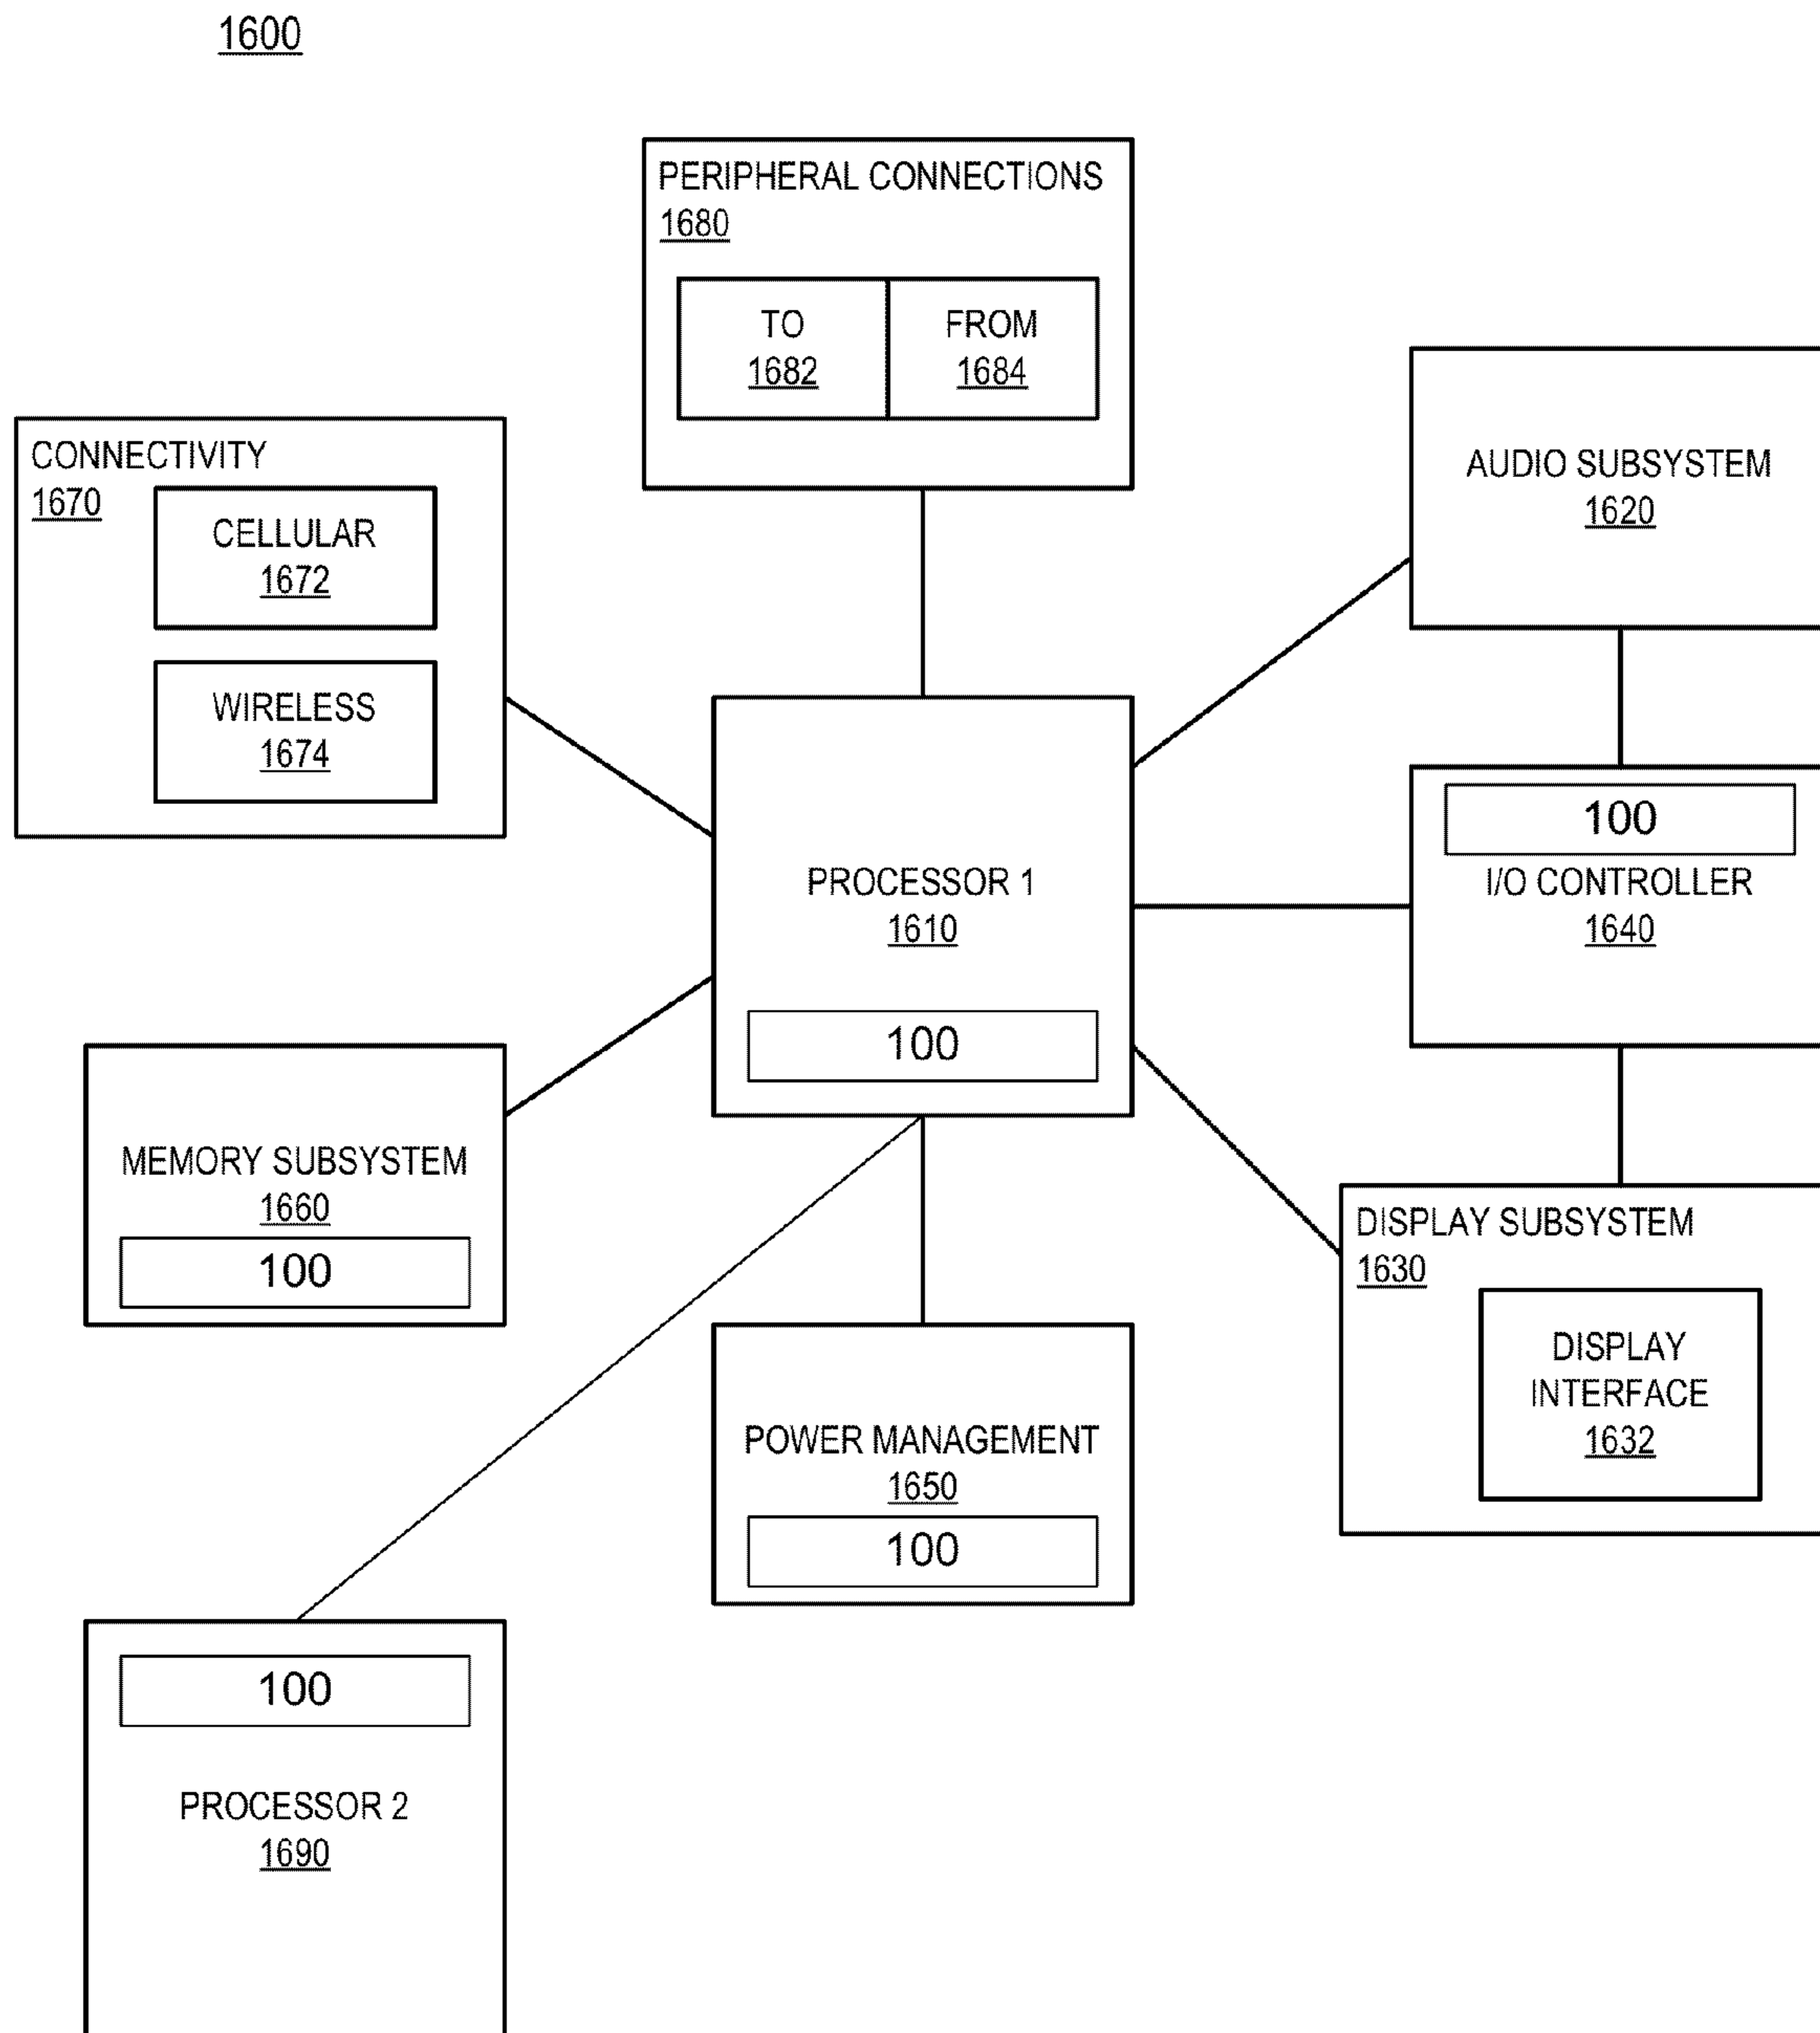 1600
PERIPHERAL CONNECTIONS
1680
TO
1682
FROM
1684
CONNECTIVITY
1670
CELLULAR
1672
WIRELESS
1674
AUDIO SUBSYSTEM
1620
PROCESSOR 1
1610
100
100
I/O CONTROLLER
1640
MEMORY SUBSYSTEM
1660
100
DISPLAY SUBSYSTEM
1630
DISPLAY
INTERFACE
1632
POWER MANAGEMENT
1650
100
100
PROCESSOR 2
1690